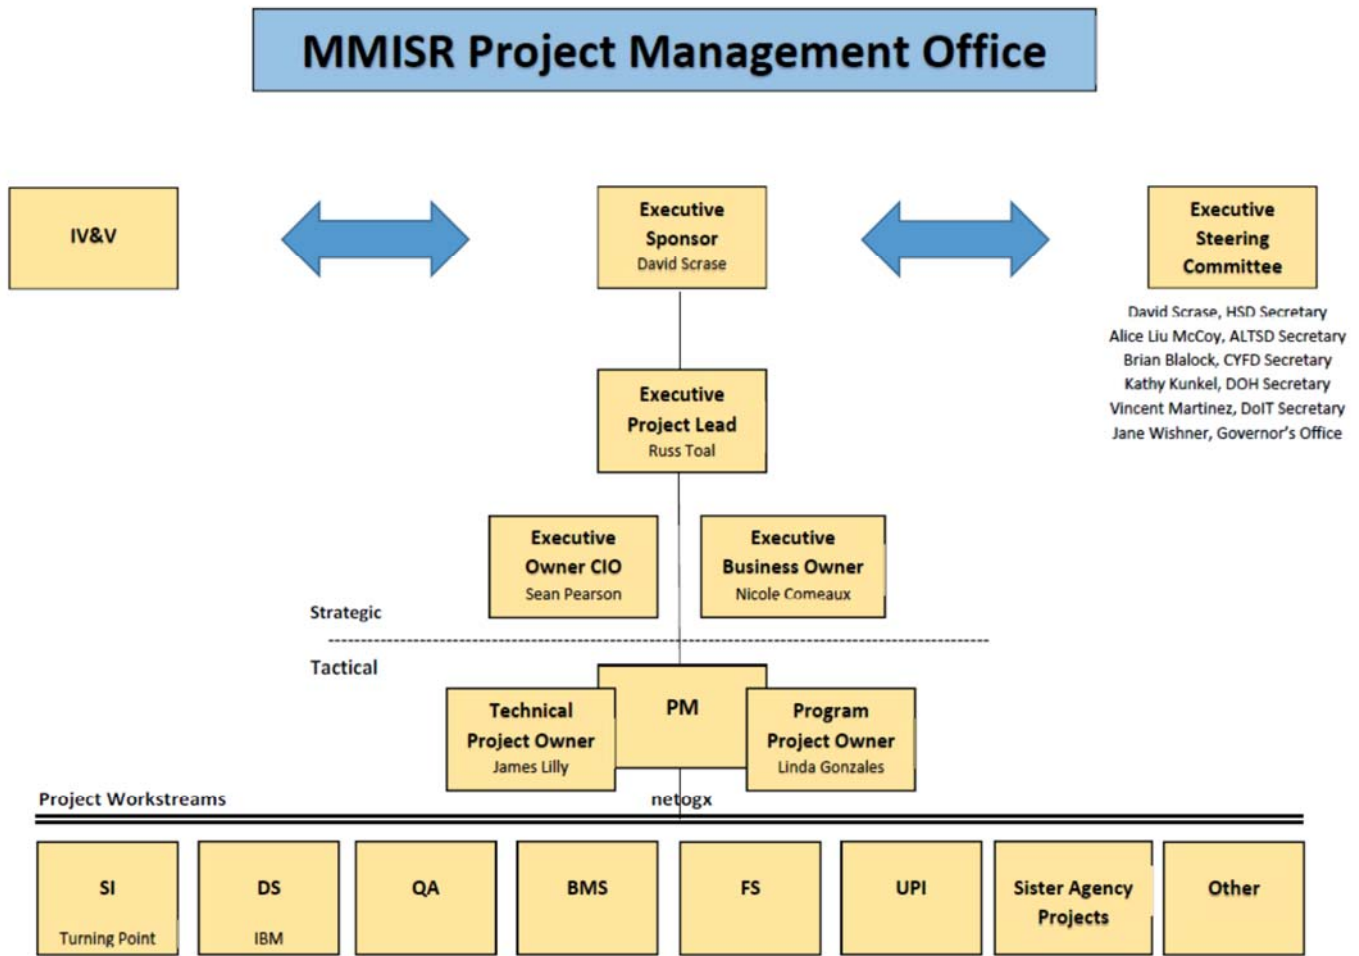 MMISR Project Management Office
IV&V
Executive
Sponsor
David Scrase
Executive
Steering
Committee
David Scrase, HSD Secretary
Alice Liu McCoy, ALTSD Secretary
Brian Blalock, CYFD Secretary
Kathy Kunkel, DOH Secretary
Vincent Martinez, DoIT Secretary
Jane Wishner, Governor's Office
Executive
Project Lead
Russ Toal
Executive
Owner CIO
Sean Pearson
Executive
Business Owner
Nicole Comeaux
Strategic
Tactical
Technical
Project Owner
James Lilly
PM
Program
Project Owner
Linda Gonzales
Project Workstreams
netogx
SI
Turning Point
DS
IBM
QA
BMS
FS
UPI
Sister Agency
Projects
Other